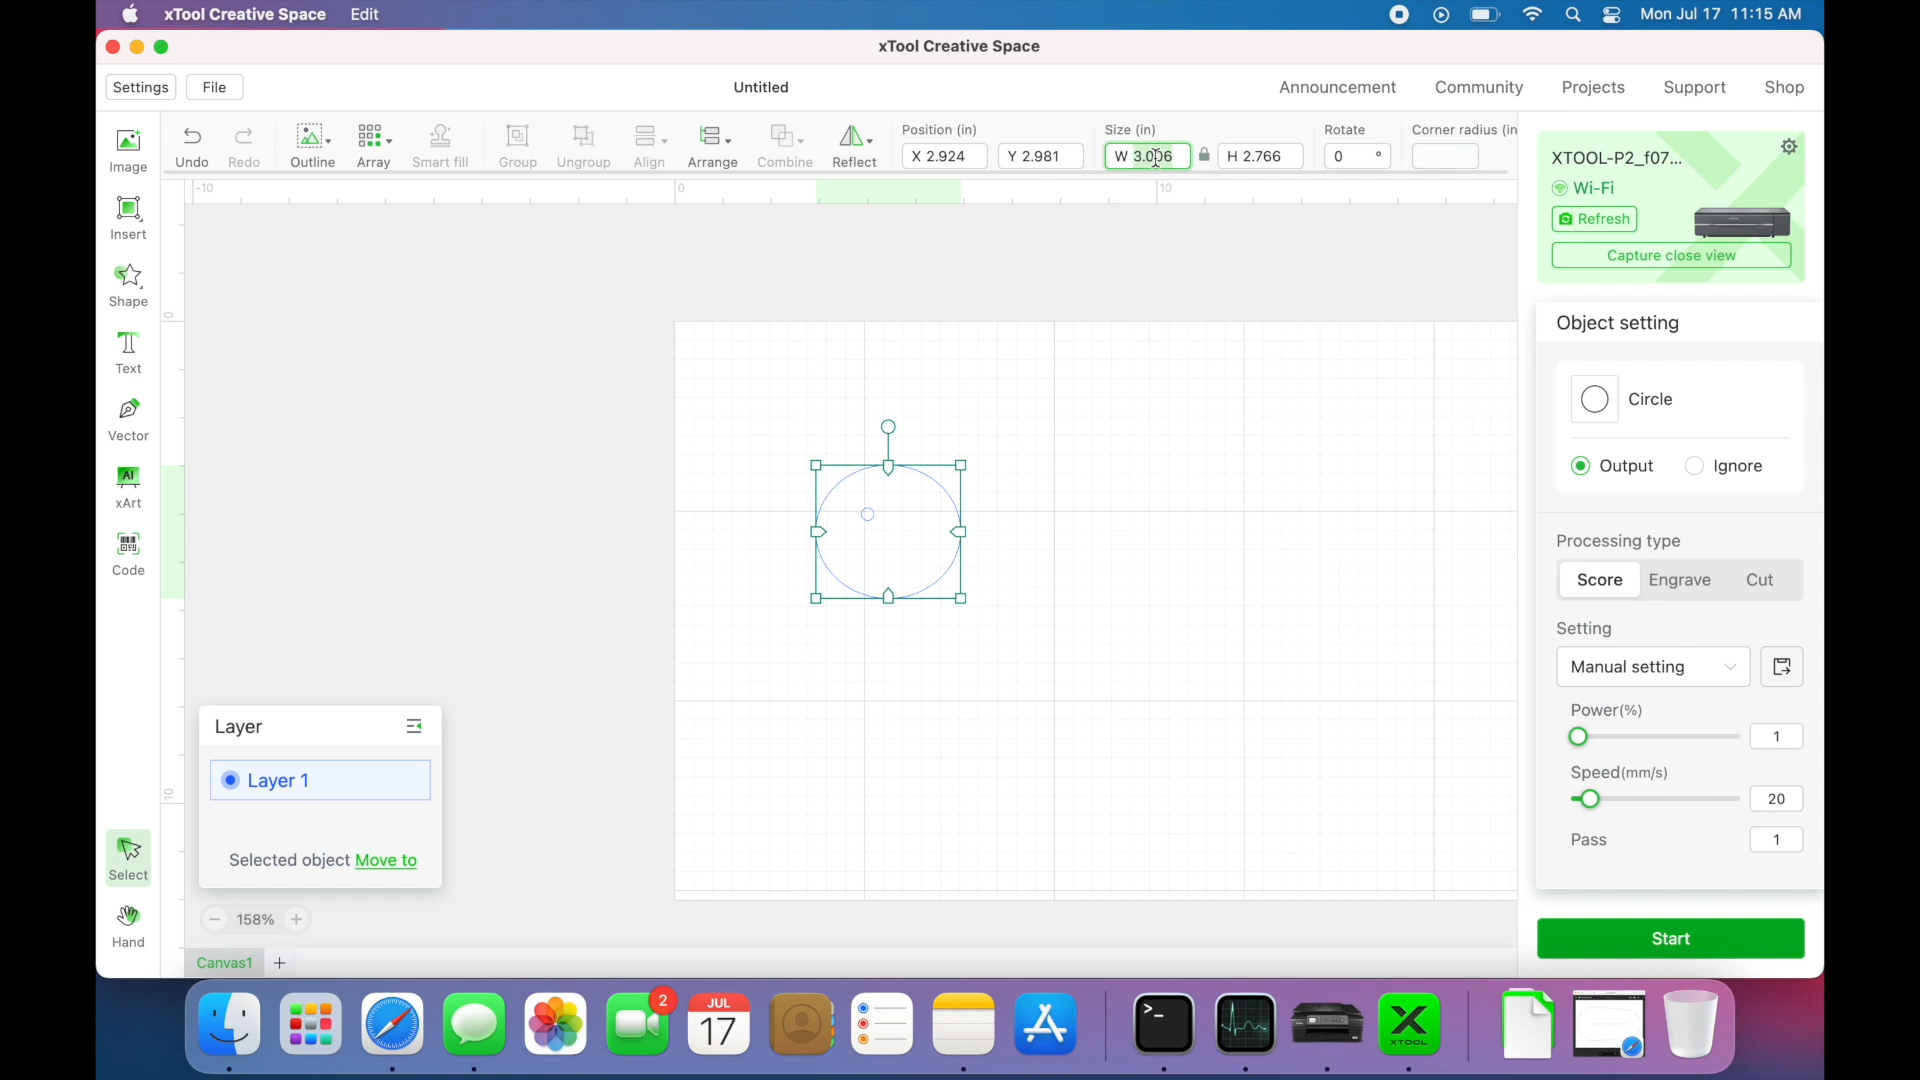 xTool Creative Space Edit Mon Jul 17 11:15 AM
xTool Creative Space
Settings File Untitled Announcement Community Projects Support Shop
Image
Insert
Shape
Text
Vector
AI
xArt
Code
Select
Hand
Undo Redo Outline Array Smart fill Group Ungroup Align Arrange Combine Reflect
Position (in) Size (in) Rotate Corner radius (in
X 2.924 Y 2.981 W 3.006 H 2.766 0 °
-10 0 10
0
10
XTOOL-P2_f07...
Wi-Fi
Refresh
Capture close view
Object setting
Circle
Output Ignore
Processing type
Score Engrave Cut
Setting
Manual setting
Power(%)
1
Speed(mm/s)
20
Pass 1
Start
Layer
Layer 1
Selected object Move to
158%
Canvas1 +
2
JUL
17
XTOOL